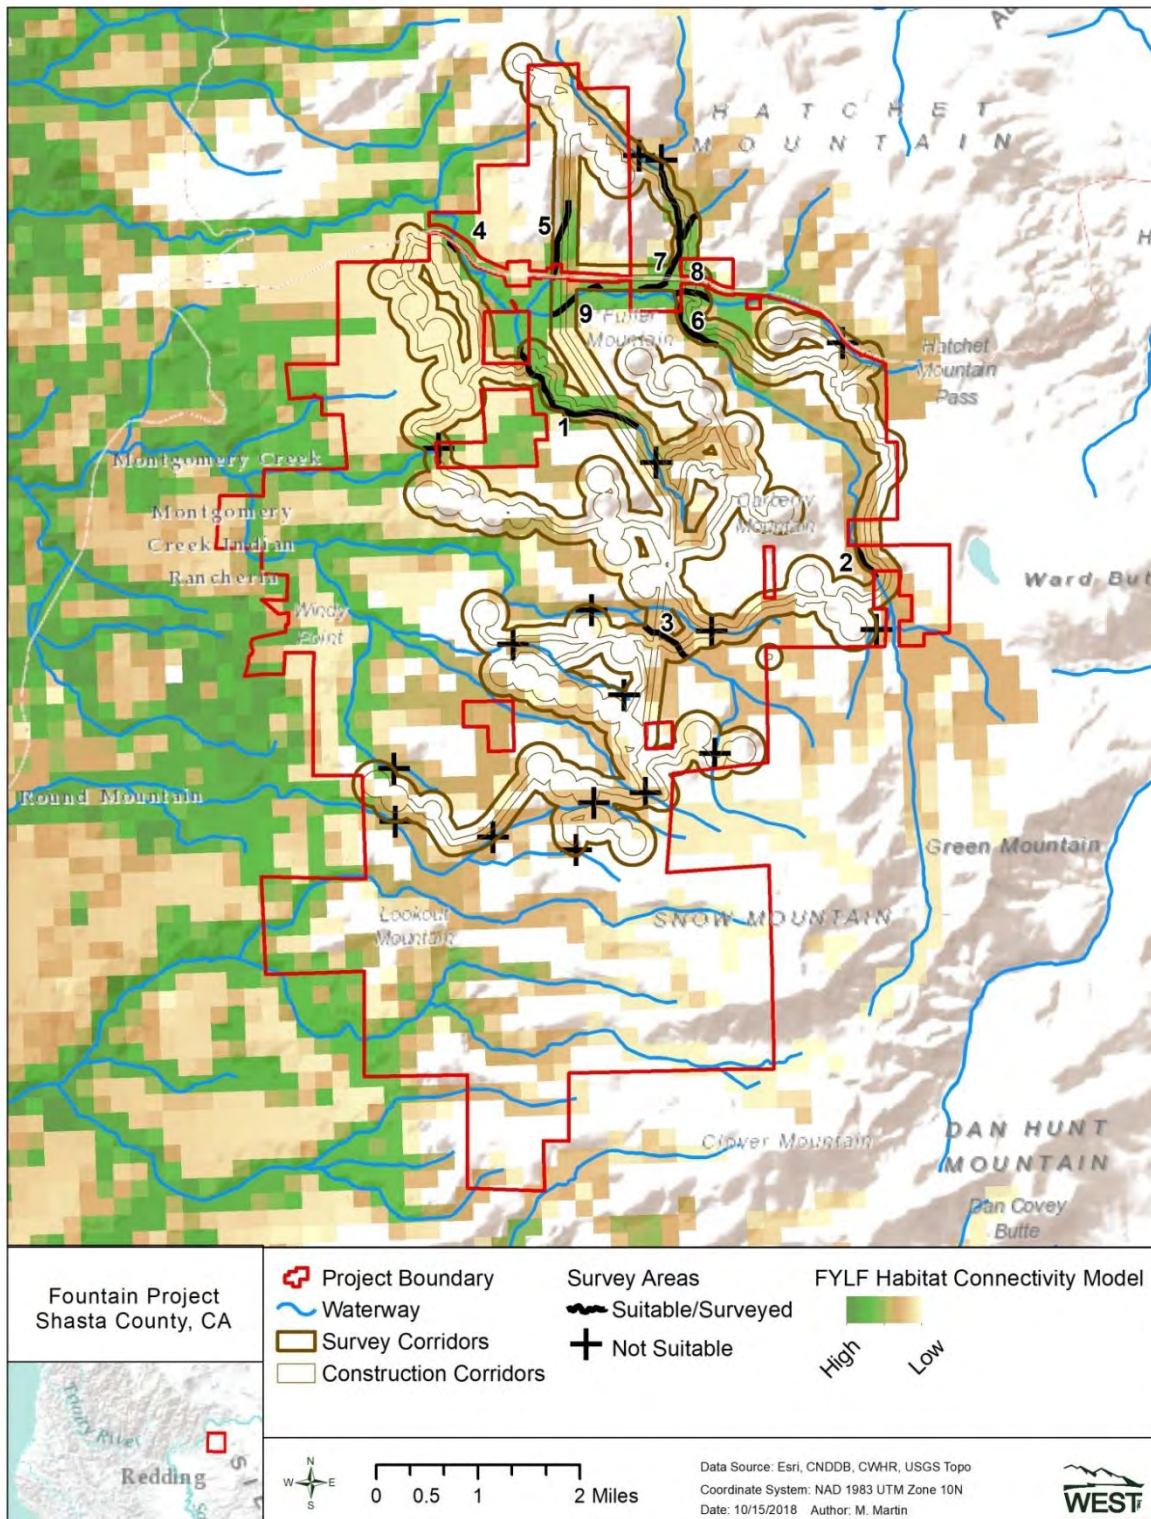 HATCHET
MOUNTAIN
4
5
7
8
9
6
Fuller
Mountain
Hatchet
Mountain
Pass
1
Montgomery Creek
Montgomery
Creek Indian
Rancheria
Carberry
Mountain
2
Ward Butt
Windy
Point
3
Round Mountain
Green Mountain
Lookout
Mountain
SNOW MOUNTAIN
Clover Mountain
DAN HUNT
MOUNTAIN
Dan Covey
Butte
Fountain Project
Shasta County, CA
Project Boundary
Waterway
Survey Corridors
Construction Corridors
Survey Areas
Suitable/Surveyed
Not Suitable
FYLF Habitat Connectivity Model
High
Low
Trinity River
Redding
N
W E
S
0 0.5 1 2 Miles
Data Source: Esri, CNDDB, CWHR, USGS Topo
Coordinate System: NAD 1983 UTM Zone 10N
Date: 10/15/2018 Author: M. Martin
WEST